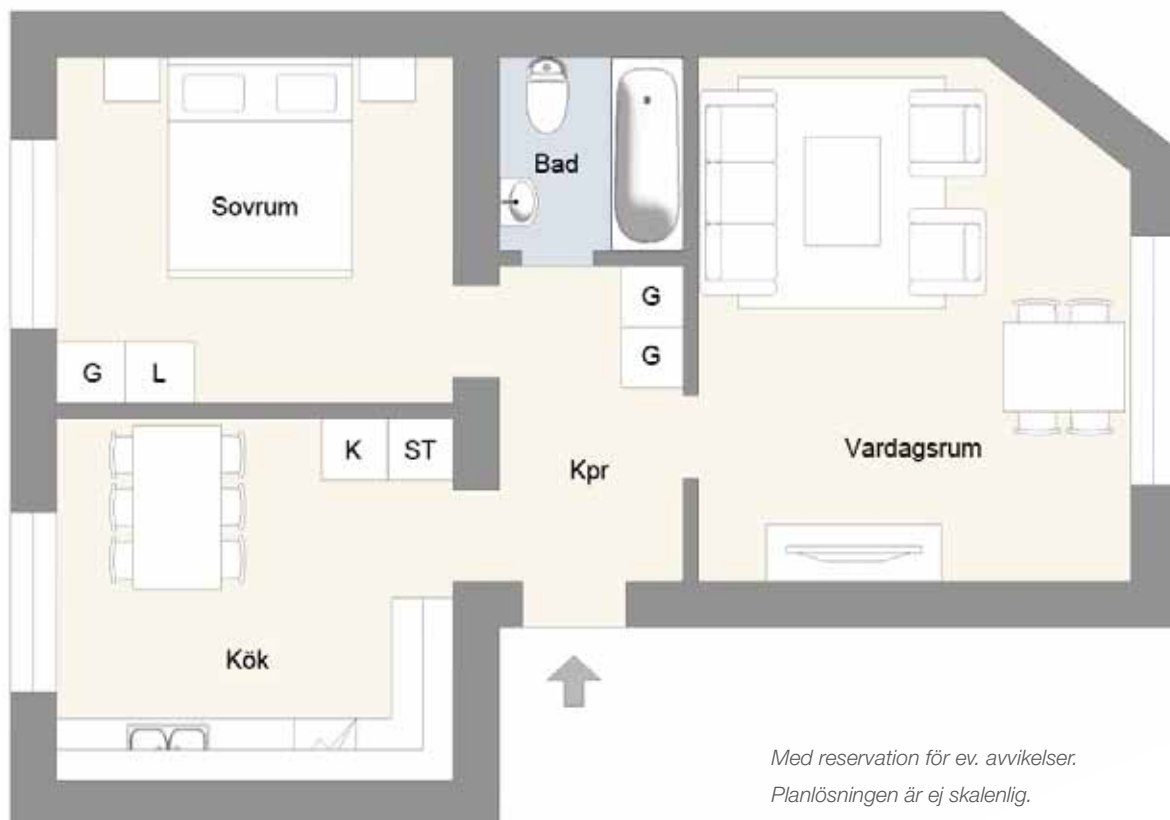 Bad
Sovrum
G
G
G L
K ST
Vardagsrum
Kpr
Kök
Med reservation för ev. avvikelser.
Planlösningen är ej skalenlig.